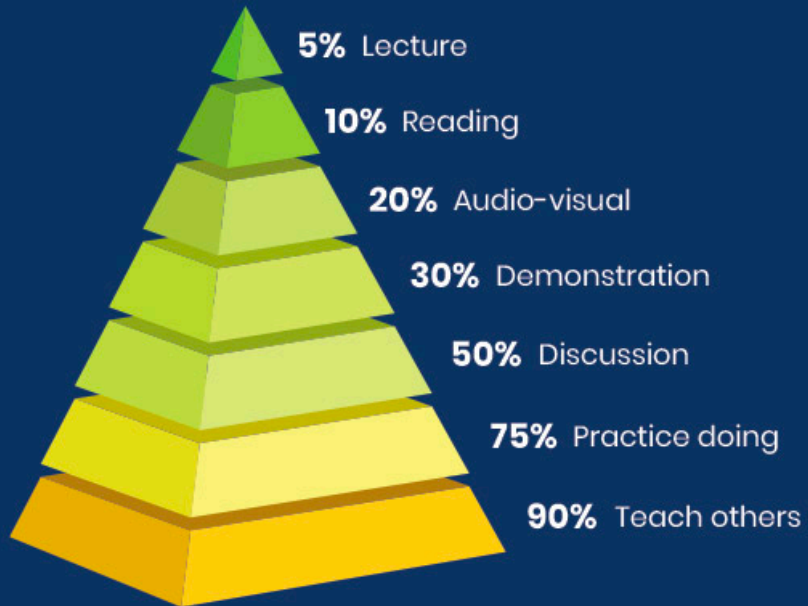 5% Lecture
10% Reading
20% Audio-visual
30% Demonstration
50% Discussion
75% Practice doing
90% Teach others